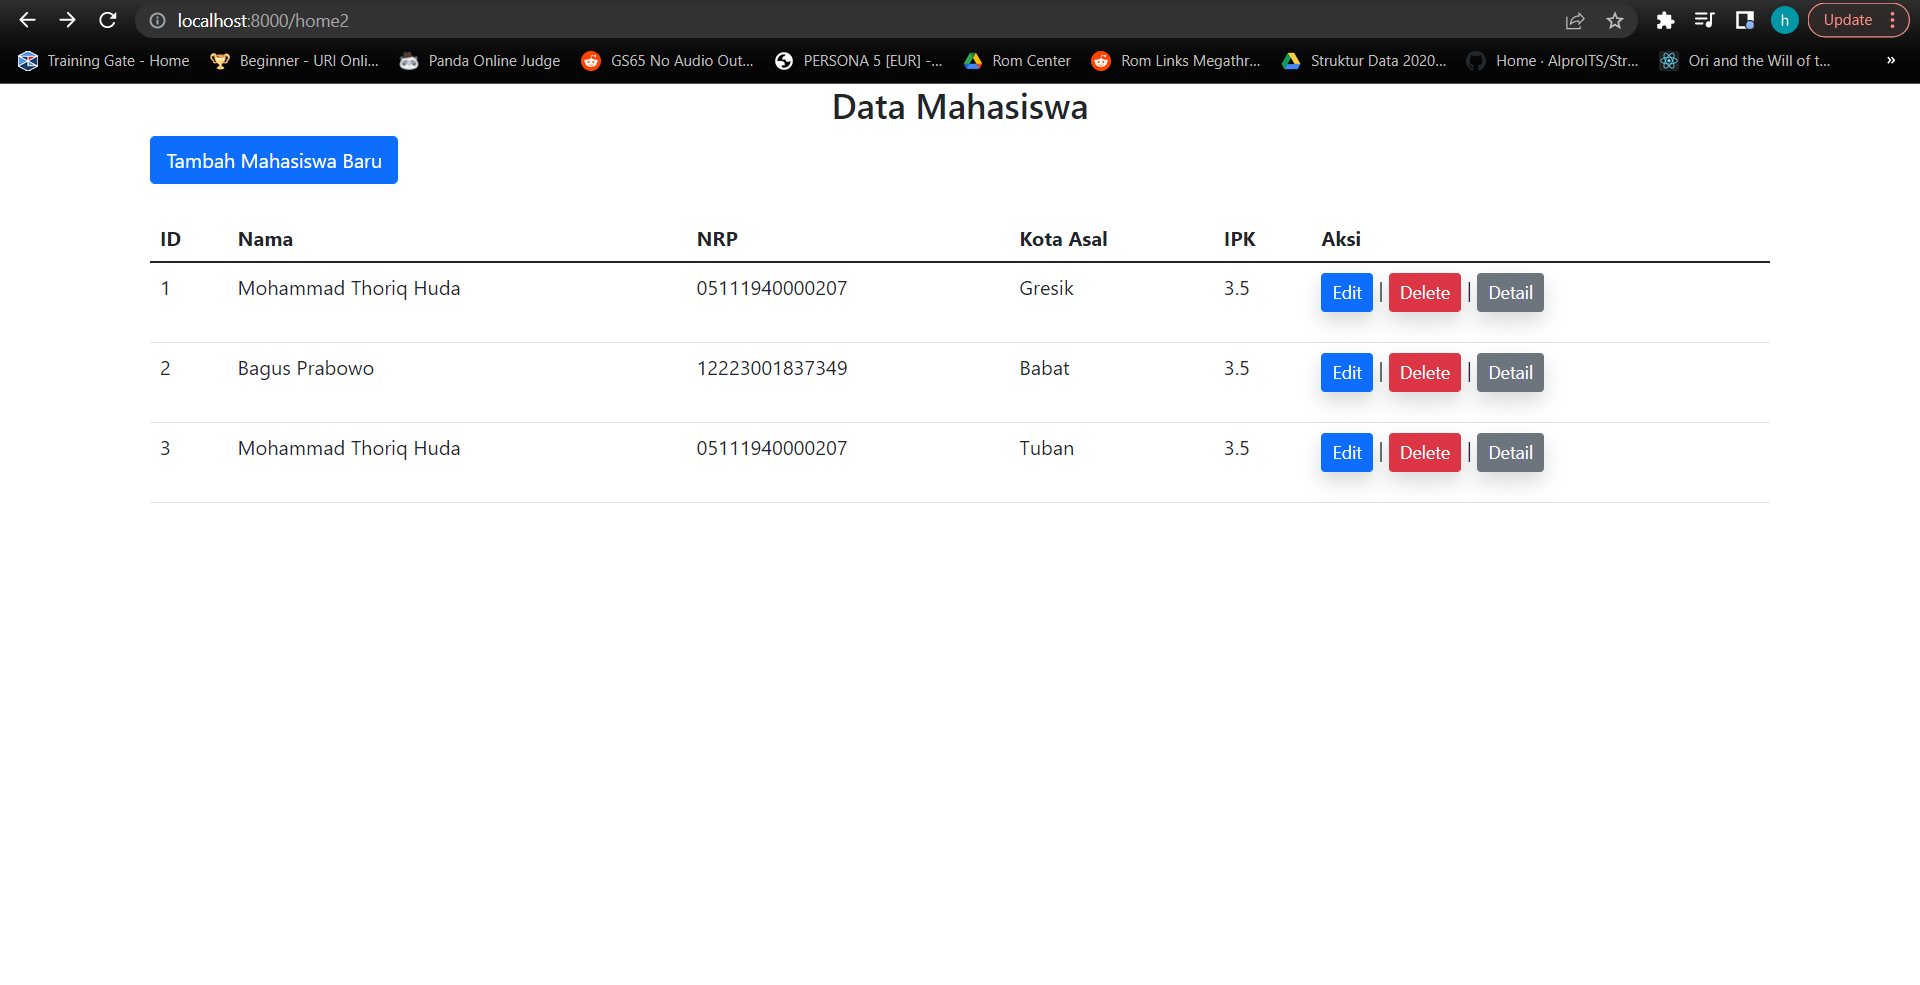 localhost:8000/home2
h
Update
Training Gate - Home
Beginner - URI Onli...
Panda Online Judge
GS65 No Audio Out...
PERSONA 5 [EUR] -...
Rom Center
Rom Links Megathr...
Struktur Data 2020...
Home · AlproITS/Str...
Ori and the Will of t...
»
Data Mahasiswa
Tambah Mahasiswa Baru
ID Nama NRP Kota Asal IPK Aksi
1 Mohammad Thoriq Huda 05111940000207 Gresik 3.5 Edit | Delete | Detail
2 Bagus Prabowo 12223001837349 Babat 3.5 Edit | Delete | Detail
3 Mohammad Thoriq Huda 05111940000207 Tuban 3.5 Edit | Delete | Detail